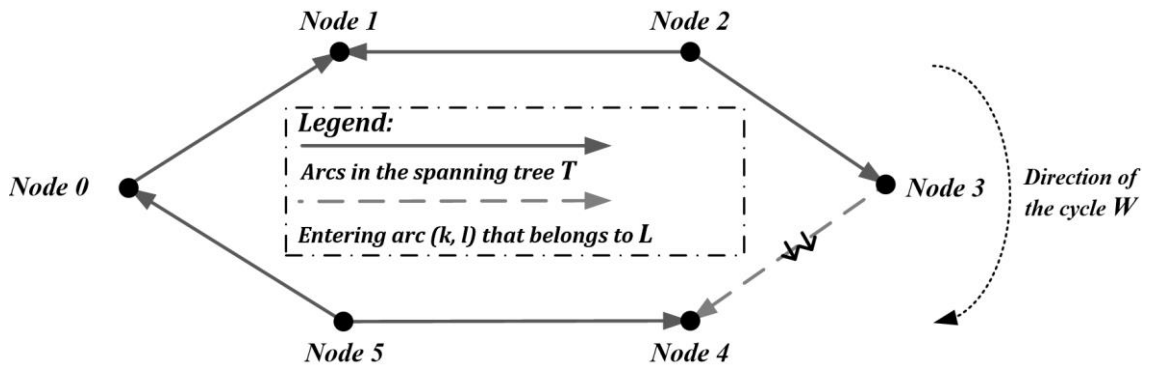 Node 1
Node 2
Legend:
Arcs in the spanning tree T
Node 0
Node 3
Direction of
the cycle W
Entering arc (k, l) that belongs to L
Node 5
Node 4